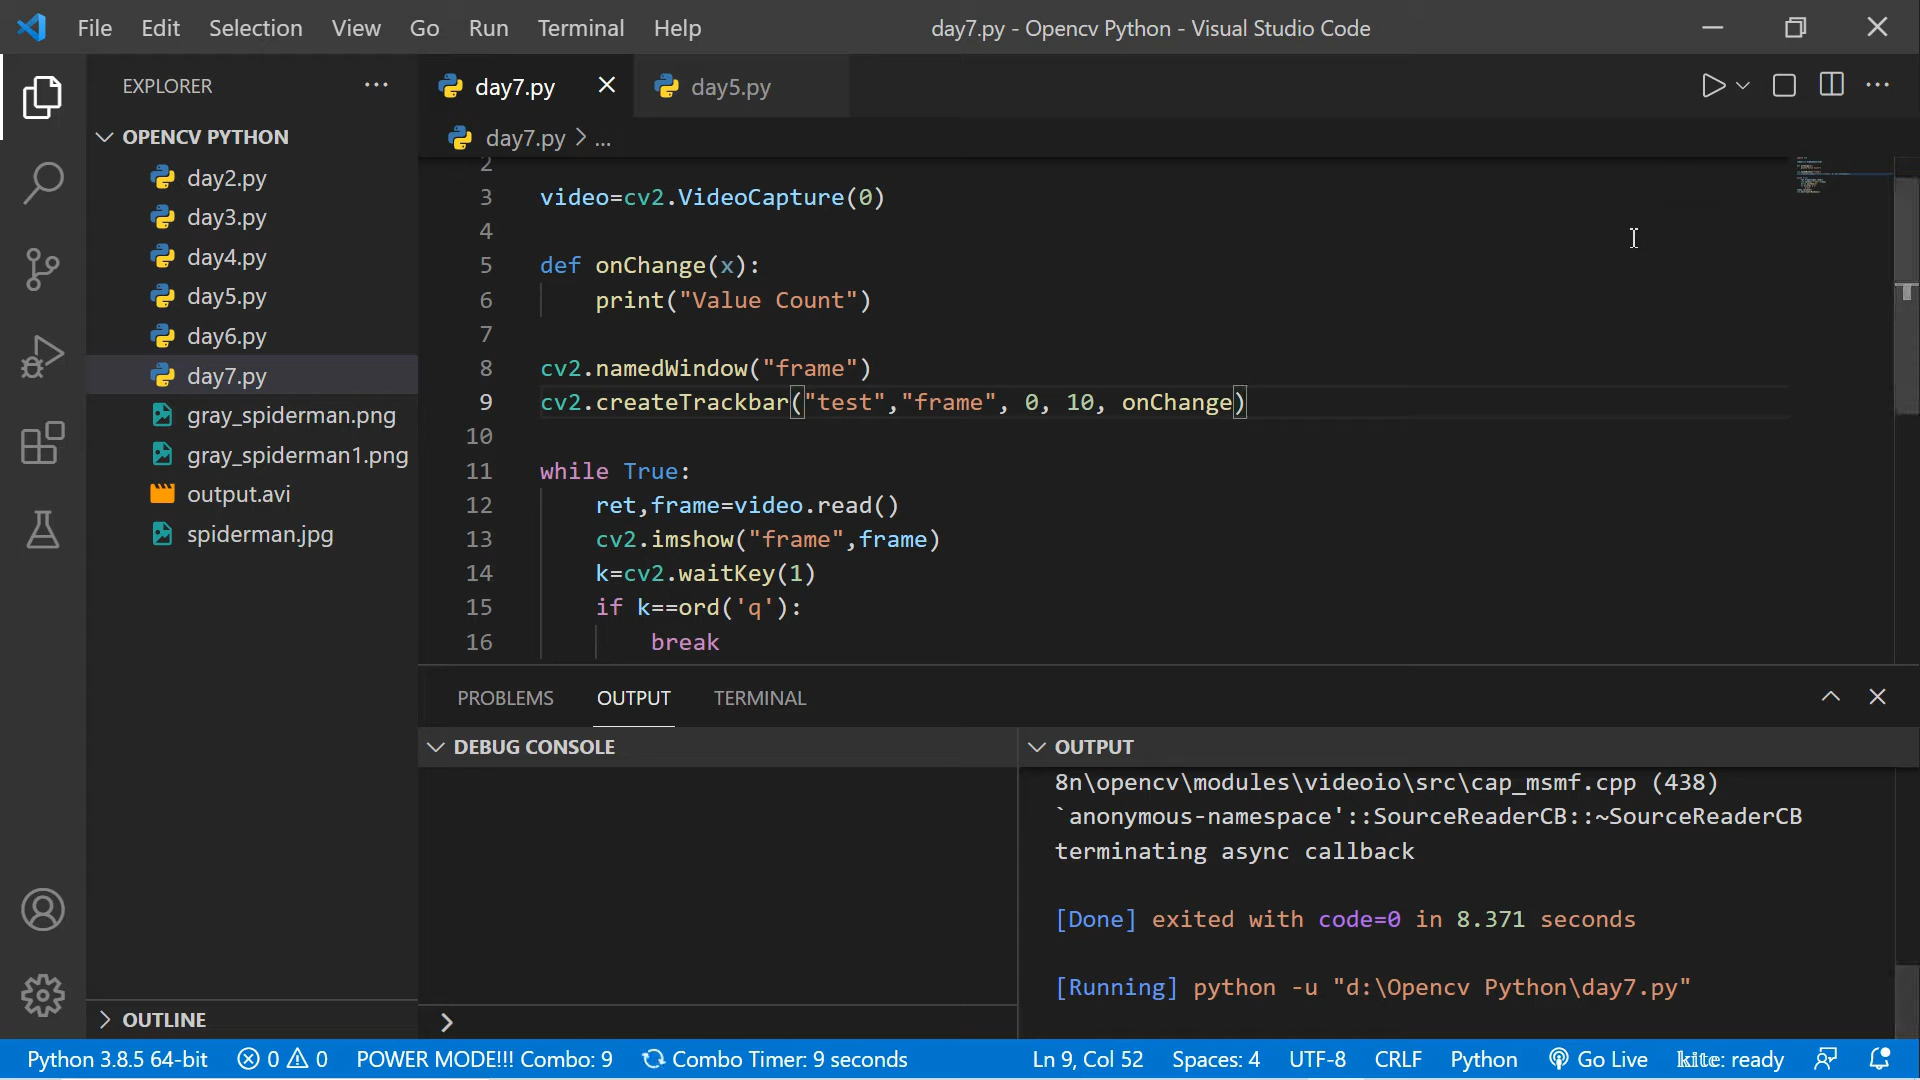 File Edit Selection View Go Run Terminal Help day7.py - Opencv Python - Visual Studio Code
EXPLORER ...
OPENCV PYTHON
day2.py
day3.py
day4.py
day5.py
day6.py
day7.py
gray_spiderman.png
gray_spiderman1.png
output.avi
spiderman.jpg
OUTLINE
day7.py day5.py
day7.py > ...
2
3 video=cv2.VideoCapture(0)
4
5 def onChange(x):
6 print("Value Count")
7
8 cv2.namedWindow("frame")
9 cv2.createTrackbar("test","frame", 0, 10, onChange)
10
11 while True:
12 ret,frame=video.read()
13 cv2.imshow("frame",frame)
14 k=cv2.waitKey(1)
15 if k==ord('q'):
16 break
PROBLEMS OUTPUT TERMINAL
DEBUG CONSOLE
OUTPUT
8n\opencv\modules\videoio\src\cap_msmf.cpp (438)
`anonymous-namespace'::SourceReaderCB::~SourceReaderCB
terminating async callback
[Done] exited with code=0 in 8.371 seconds
[Running] python -u "d:\Opencv Python\day7.py"
Python 3.8.5 64-bit 0 0 POWER MODE!!! Combo: 9 Combo Timer: 9 seconds Ln 9, Col 52 Spaces: 4 UTF-8 CRLF Python Go Live kite: ready